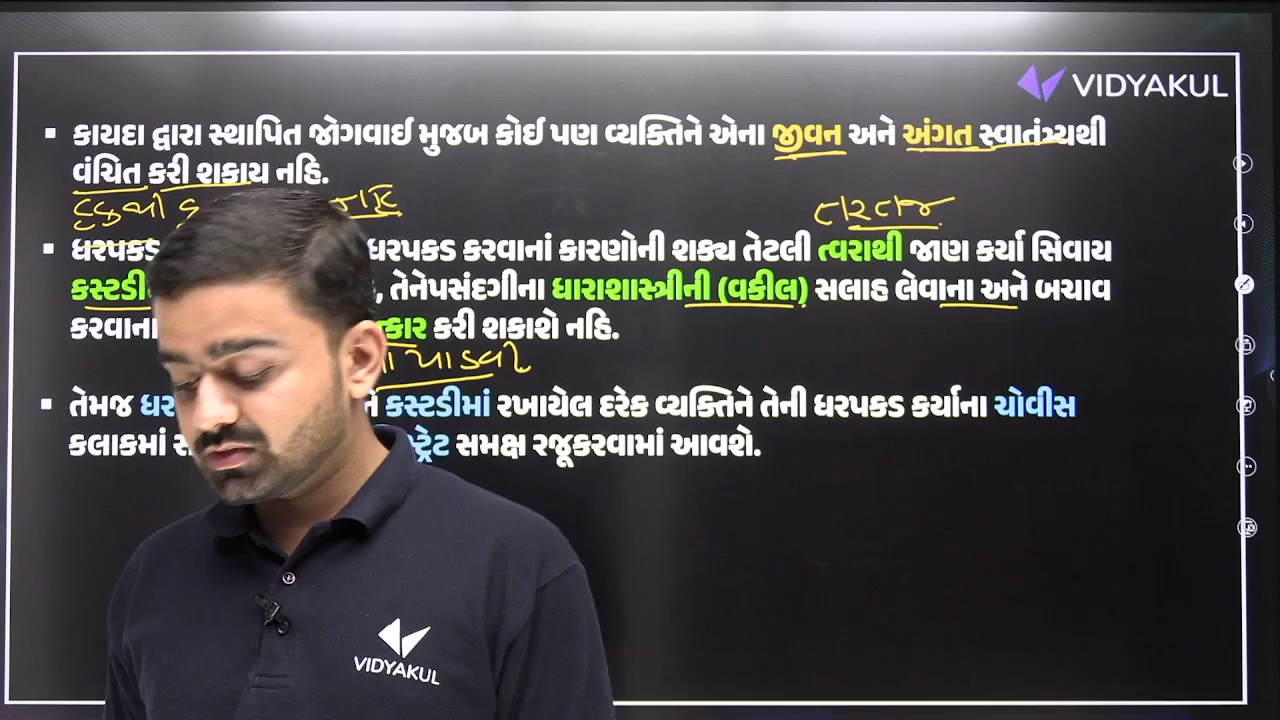 VIDYAKUL
કાયદા દ્વારા સ્થાપિત જોગવાઈ મુજબ કોઈ પણ વ્યક્તિને એના જીવન અને અંગત સ્વાતંત્ર્યથી
વંચિત કરી શકાય નહિ.
તરતજ
ધરપકડ ધરપકડ કરવાનાં કારણોની શક્ય તેટલી ત્વરાથી જાણ કર્યા સિવાય
કસ્ટડી , તેનેપસંદગીના ધારાશાસ્ત્રીની (વકીલ) સલાહ લેવાના અને બચાવ
કરવાના કરી શકાશે નહિ.
તેમજ કસ્ટડીમાં રખાયેલ દરેક વ્યક્તિને તેની ધરપકડ કર્યાના ચોવીસ
કલાકમાં સમક્ષ રજૂકરવામાં આવશે.
VIDYAKUL